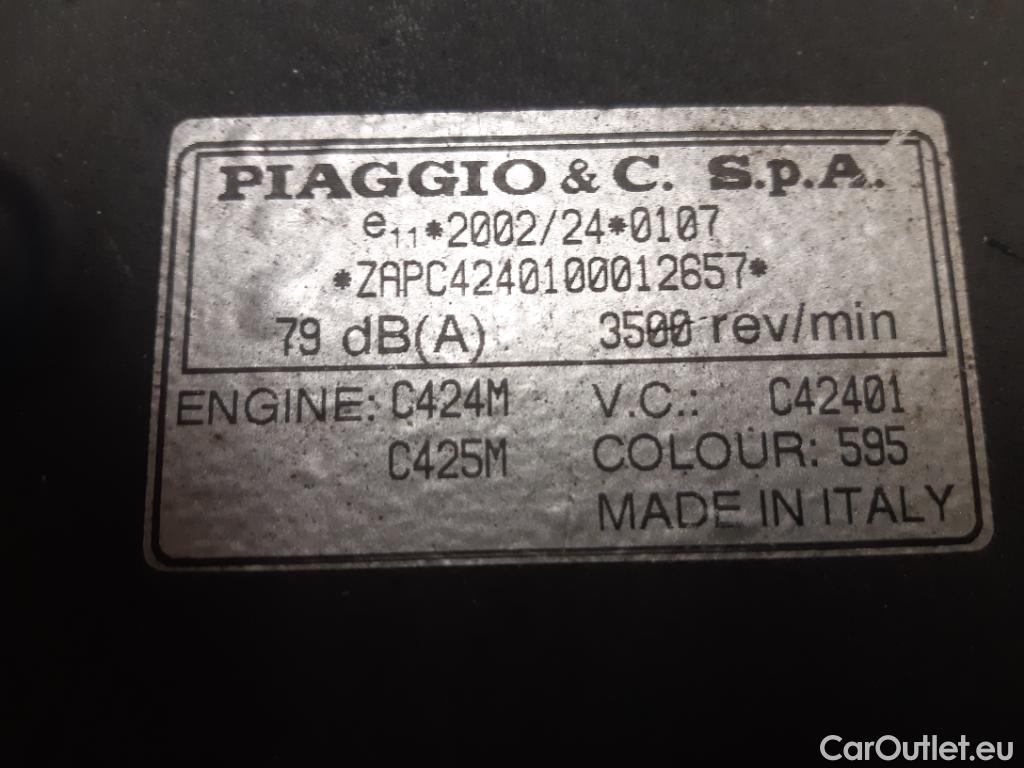 PIAGGIO & C. S.p.A.
e11*2002/24*0107
*ZAPC4240100012657*
79 dB(A) 3500 rev/min
ENGINE: C424M V.C.: C42401
C425M COLOUR: 595
MADE IN ITALY
CarOutlet.eu